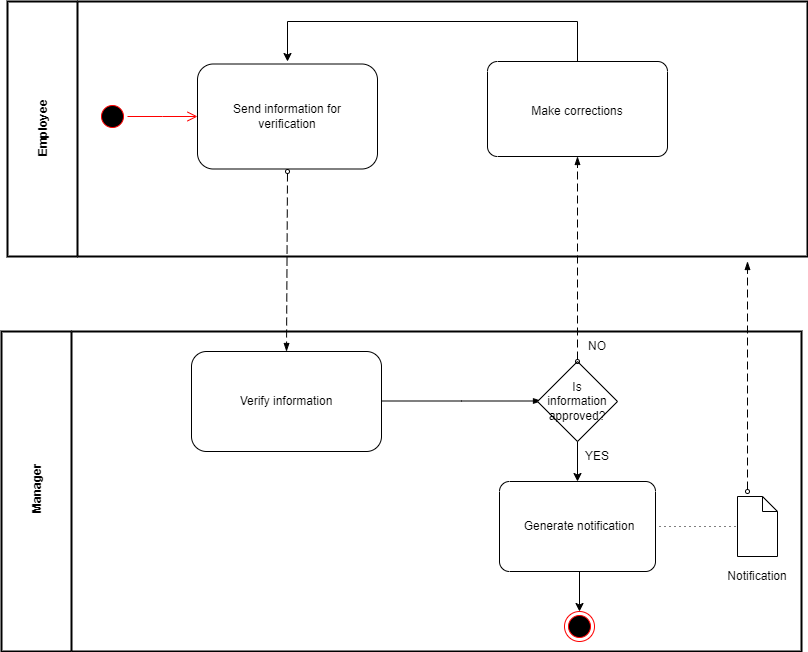 Employee
Send information for
verification
Make corrections
Manager
Verify information
NO
Is
information
approved?
YES
Generate notification
Notification